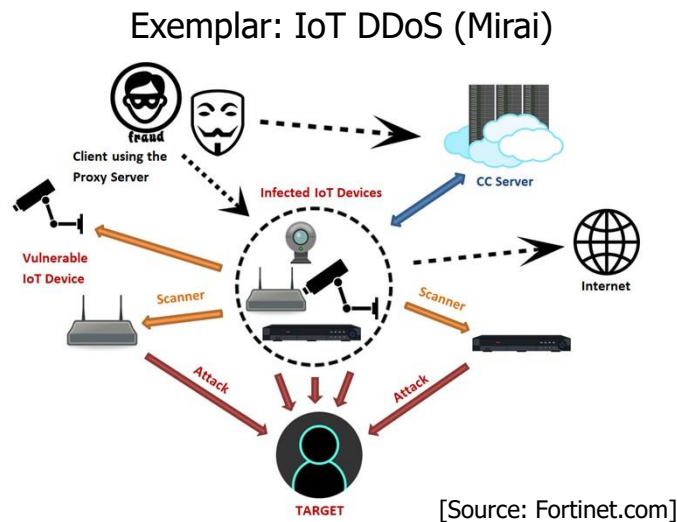 Exemplar: IoT DDoS (Mirai)
fraud
Client using the
Proxy Server
Infected IoT Devices
CC Server
Vulnerable
IoT Device
Scanner
Scanner
Internet
Attack
Attack
TARGET
[Source: Fortinet.com]